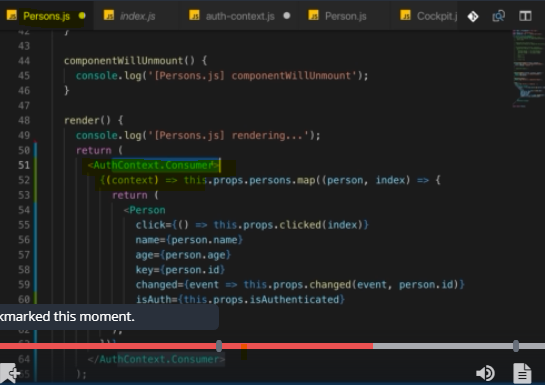 Persons.js
index.js
auth-context.js
Person.js
Cockpit.j
42 }
43
44 componentWillUnmount() {
45 console.log('[Persons.js] componentWillUnmount');
46 }
47
48 render() {
49 console.log('[Persons.js] rendering...');
50 return (
51 <AuthContext.Consumer>
52 {(context) => this.props.persons.map((person, index) => {
53 return (
54 <Person
55 click={() => this.props.clicked(index)}
56 name={person.name}
57 age={person.age}
58 key={person.id}
59 changed={event => this.props.changed(event, person.id)}
60 isAuth={this.props.isAuthenticated}
kmarked this moment.
62 );
63 })}
64 </AuthContext.Consumer>
65 );